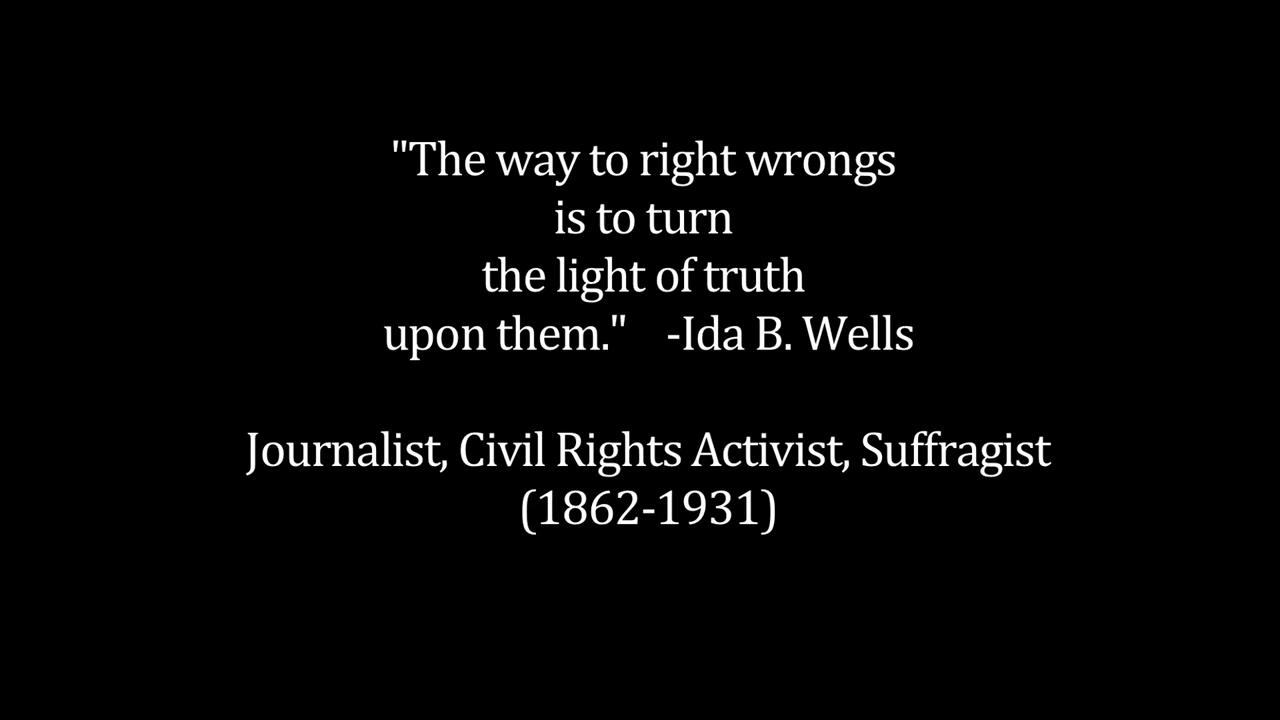 "The way to right wrongs
is to turn
the light of truth
upon them." -Ida B. Wells
Journalist, Civil Rights Activist, Suffragist
(1862-1931)